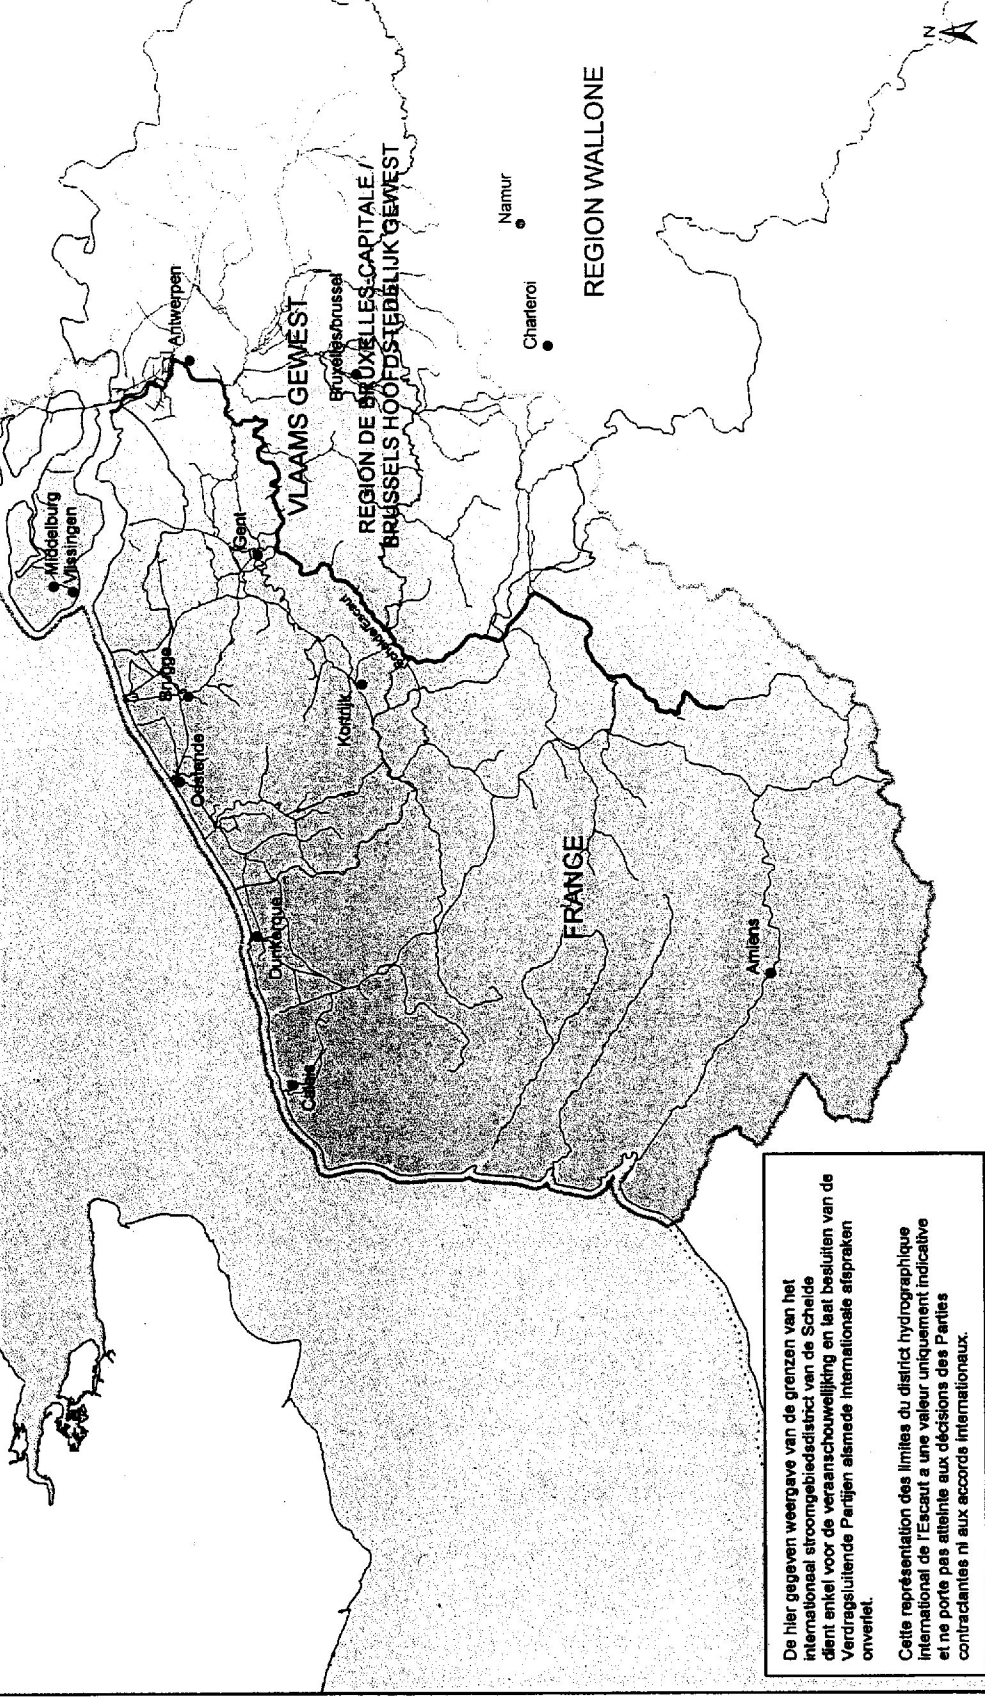 Middelburg
Vlissingen
Antwerpen
Brugge
Gent
VLAAMS GEWEST
Oostende
Bruxelles/brussel
REGION DE BRUXELLES-CAPITALE /
BRUSSELS HOOFDSTEDELIJK GEWEST
Schelde/Escaut
Kortrijk
Dunkerque
Calais
Namur
Charleroi
REGION WALLONE
FRANCE
Amiens
N
De hier gegeven weergave van de grenzen van het
internationaal stroomgebiedsdistrict van de Schelde
dient enkel voor de veraanschouwelijking en laat besluiten van de
Verdragsluitende Partijen alsmede internationale afspraken
onverlet.
Cette représentation des limites du district hydrographique
international de l'Escaut a une valeur uniquement indicative
et ne porte pas atteinte aux décisions des Parties
contractantes ni aux accords internationaux.